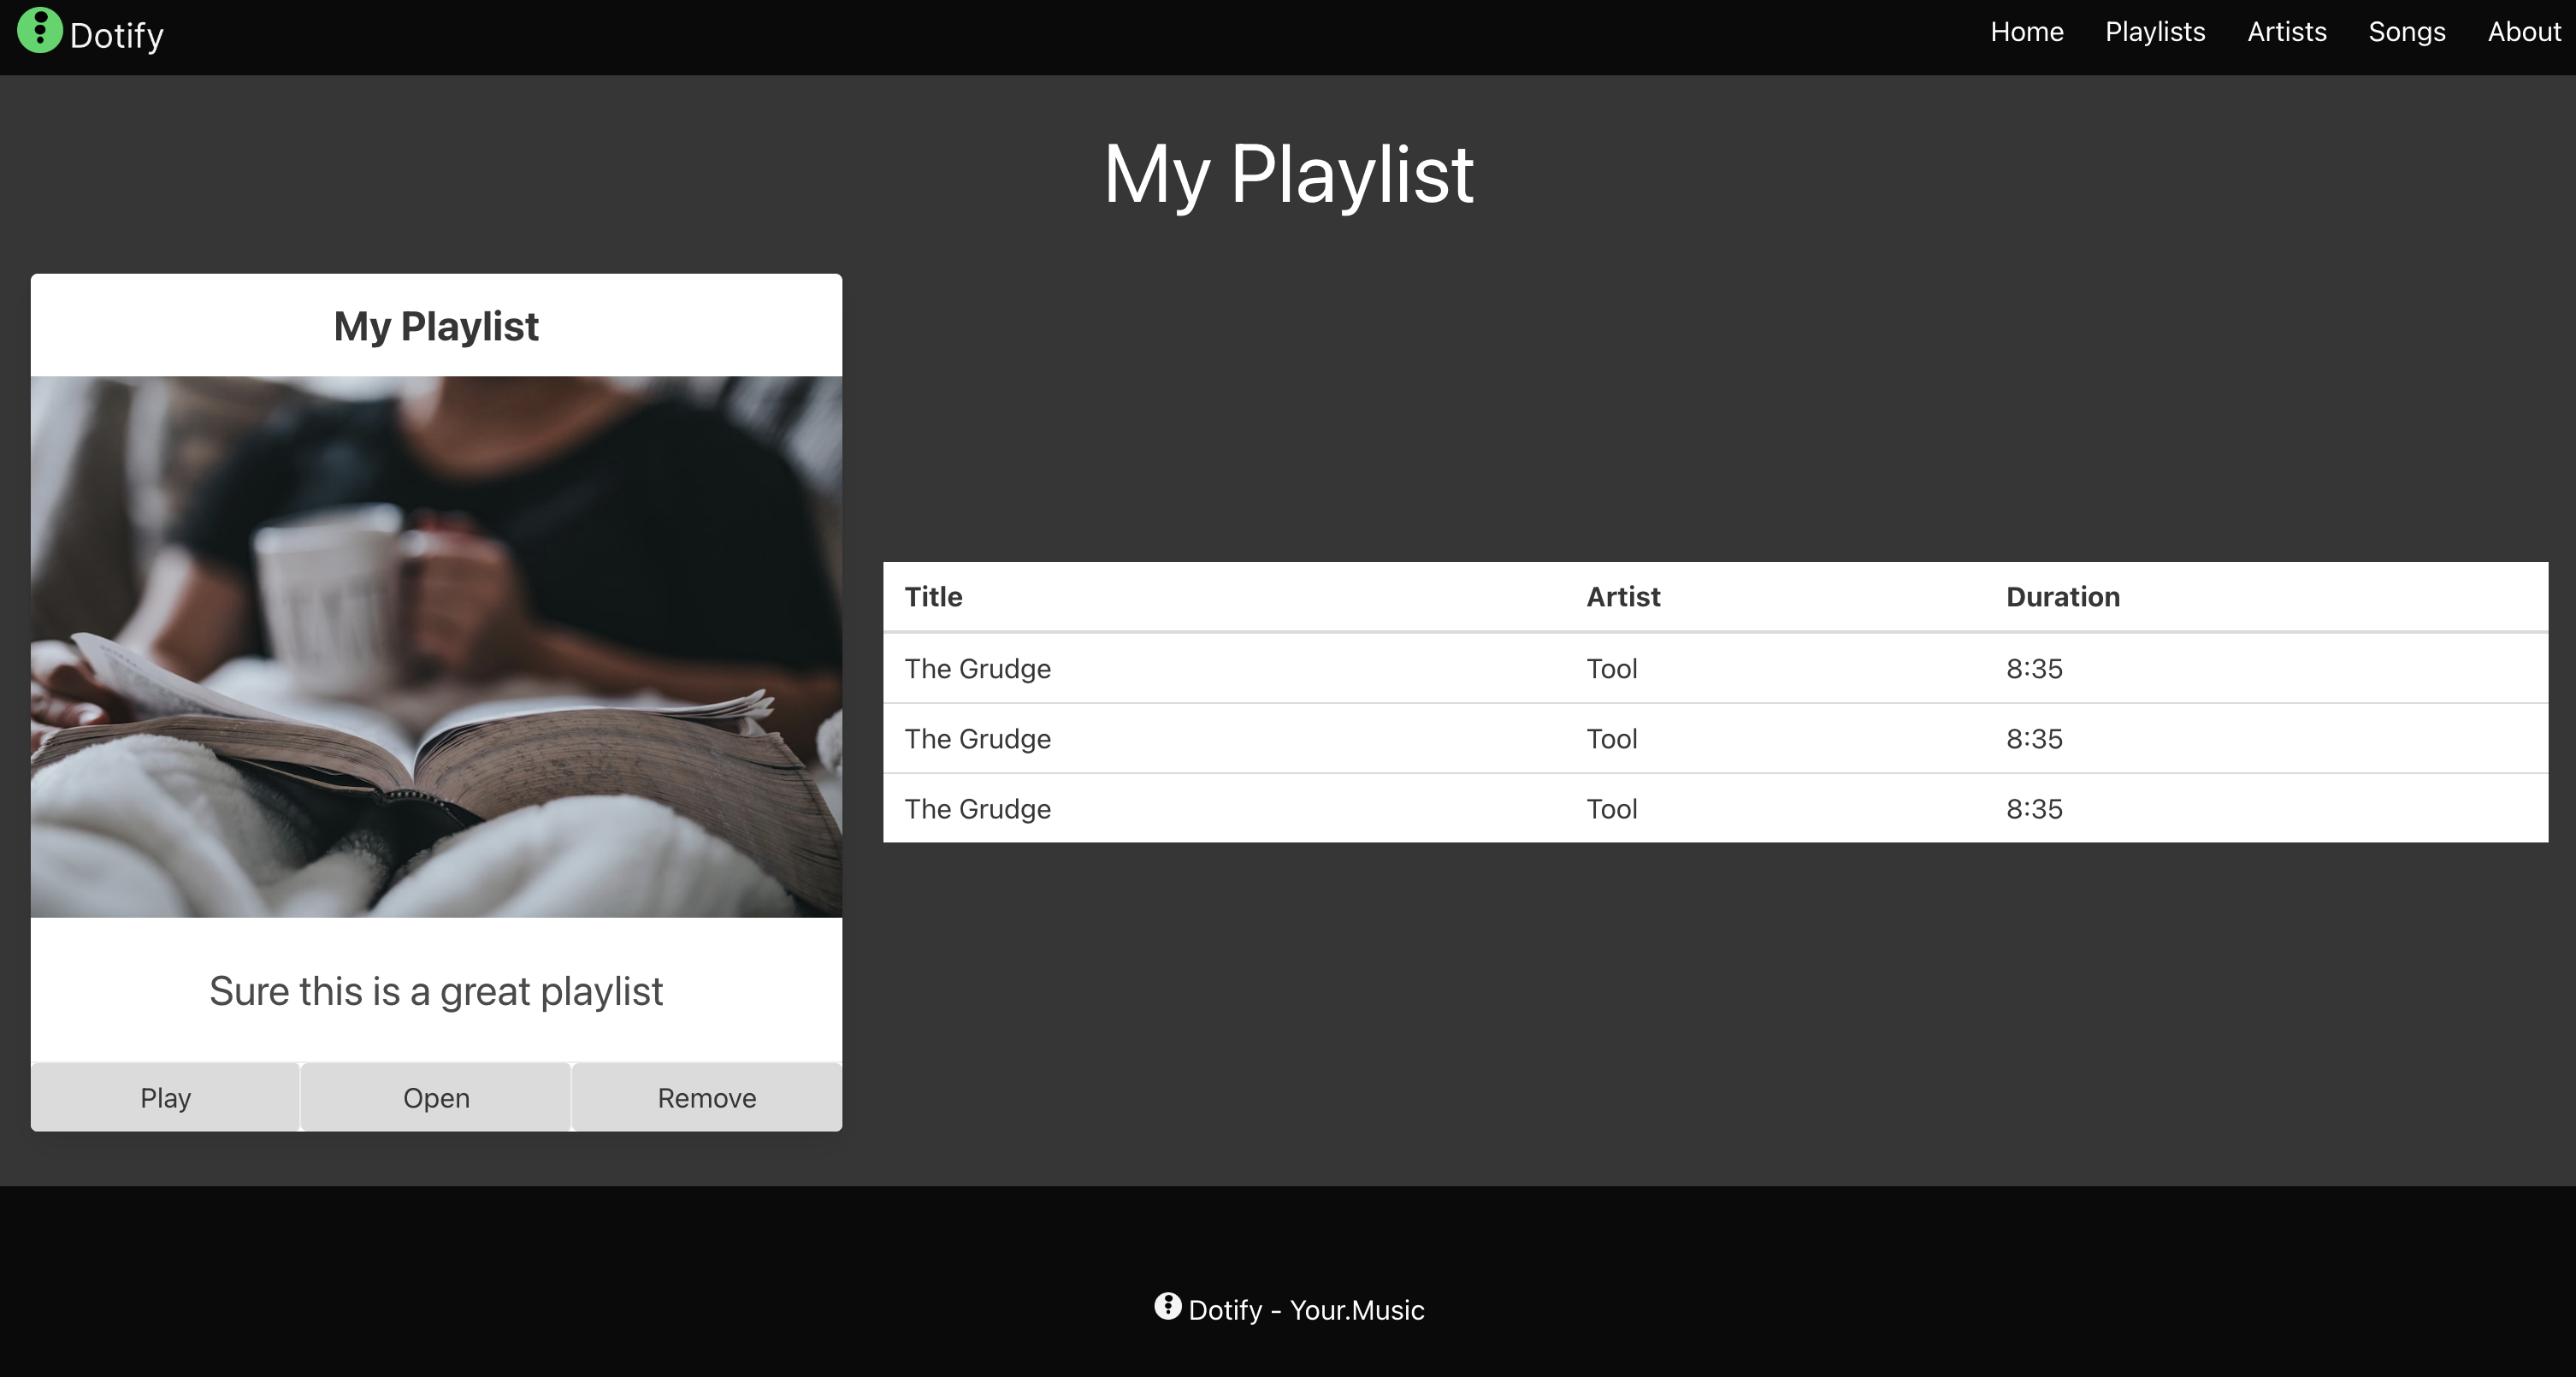 Dotify
Home Playlists Artists Songs About
My Playlist
My Playlist
Sure this is a great playlist
Play Open Remove
Title Artist Duration
The Grudge Tool 8:35
The Grudge Tool 8:35
The Grudge Tool 8:35
Dotify - Your.Music